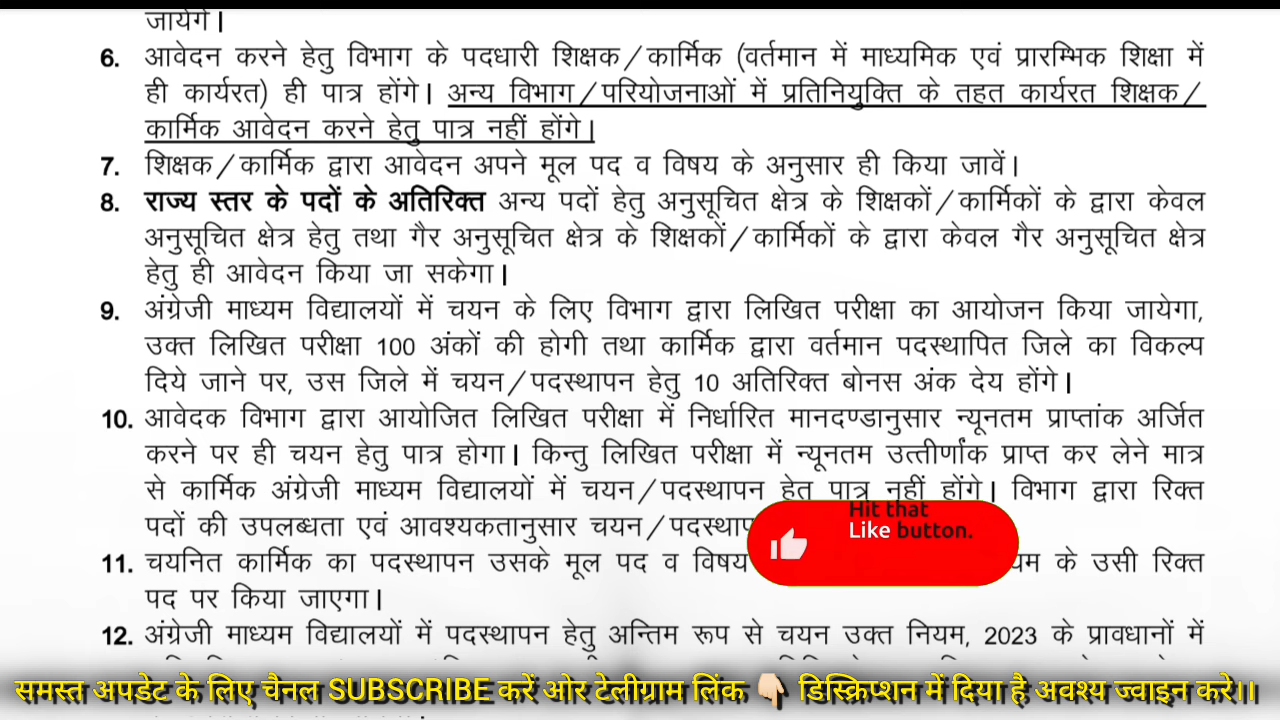 जायेगें।
6. आवेदन करने हेतु विभाग के पदधारी शिक्षक/कार्मिक (वर्तमान में माध्यमिक एवं प्रारम्भिक शिक्षा में
ही कार्यरत) ही पात्र होंगे। अन्य विभाग/परियोजनाओं में प्रतिनियुक्ति के तहत कार्यरत शिक्षक/
कार्मिक आवेदन करने हेतु पात्र नहीं होंगे।
7. शिक्षक/कार्मिक द्वारा आवेदन अपने मूल पद व विषय के अनुसार ही किया जावें।
8. राज्य स्तर के पदों के अतिरिक्त अन्य पदों हेतु अनुसूचित क्षेत्र के शिक्षकों/कार्मिकों के द्वारा केवल
अनुसूचित क्षेत्र हेतु तथा गैर अनुसूचित क्षेत्र के शिक्षकों/कार्मिकों के द्वारा केवल गैर अनुसूचित क्षेत्र
हेतु ही आवेदन किया जा सकेगा।
9. अंग्रेजी माध्यम विद्यालयों में चयन के लिए विभाग द्वारा लिखित परीक्षा का आयोजन किया जायेगा,
उक्त लिखित परीक्षा 100 अंकों की होगी तथा कार्मिक द्वारा वर्तमान पदस्थापित जिले का विकल्प
दिये जाने पर, उस जिले में चयन/पदस्थापन हेतु 10 अतिरिक्त बोनस अंक देय होंगे।
10. आवेदक विभाग द्वारा आयोजित लिखित परीक्षा में निर्धारित मानदण्डानुसार न्यूनतम प्राप्तांक अर्जित
करने पर ही चयन हेतु पात्र होगा। किन्तु लिखित परीक्षा में न्यूनतम उत्तीर्णांक प्राप्त कर लेने मात्र
से कार्मिक अंग्रेजी माध्यम विद्यालयों में चयन/पदस्थापन हेतु पात्र नहीं होंगे। विभाग द्वारा रिक्त
पदों की उपलब्धता एवं आवश्यकतानुसार
Hit that
Like button.
11. चयनित कार्मिक का पदस्थापन उसके मूल पद व विषय के उसी रिक्त
पद पर किया जाएगा।
12. अंग्रेजी माध्यम विद्यालयों में पदस्थापन हेतु अन्तिम रूप से चयन उक्त नियम, 2023 के प्रावधानों में
समस्त अपडेट के लिए चैनल SUBSCRIBE करें ओर टेलीग्राम लिंक 👇🏻 डिस्क्रिप्शन में दिया है अवश्य ज्वाइन करे।।